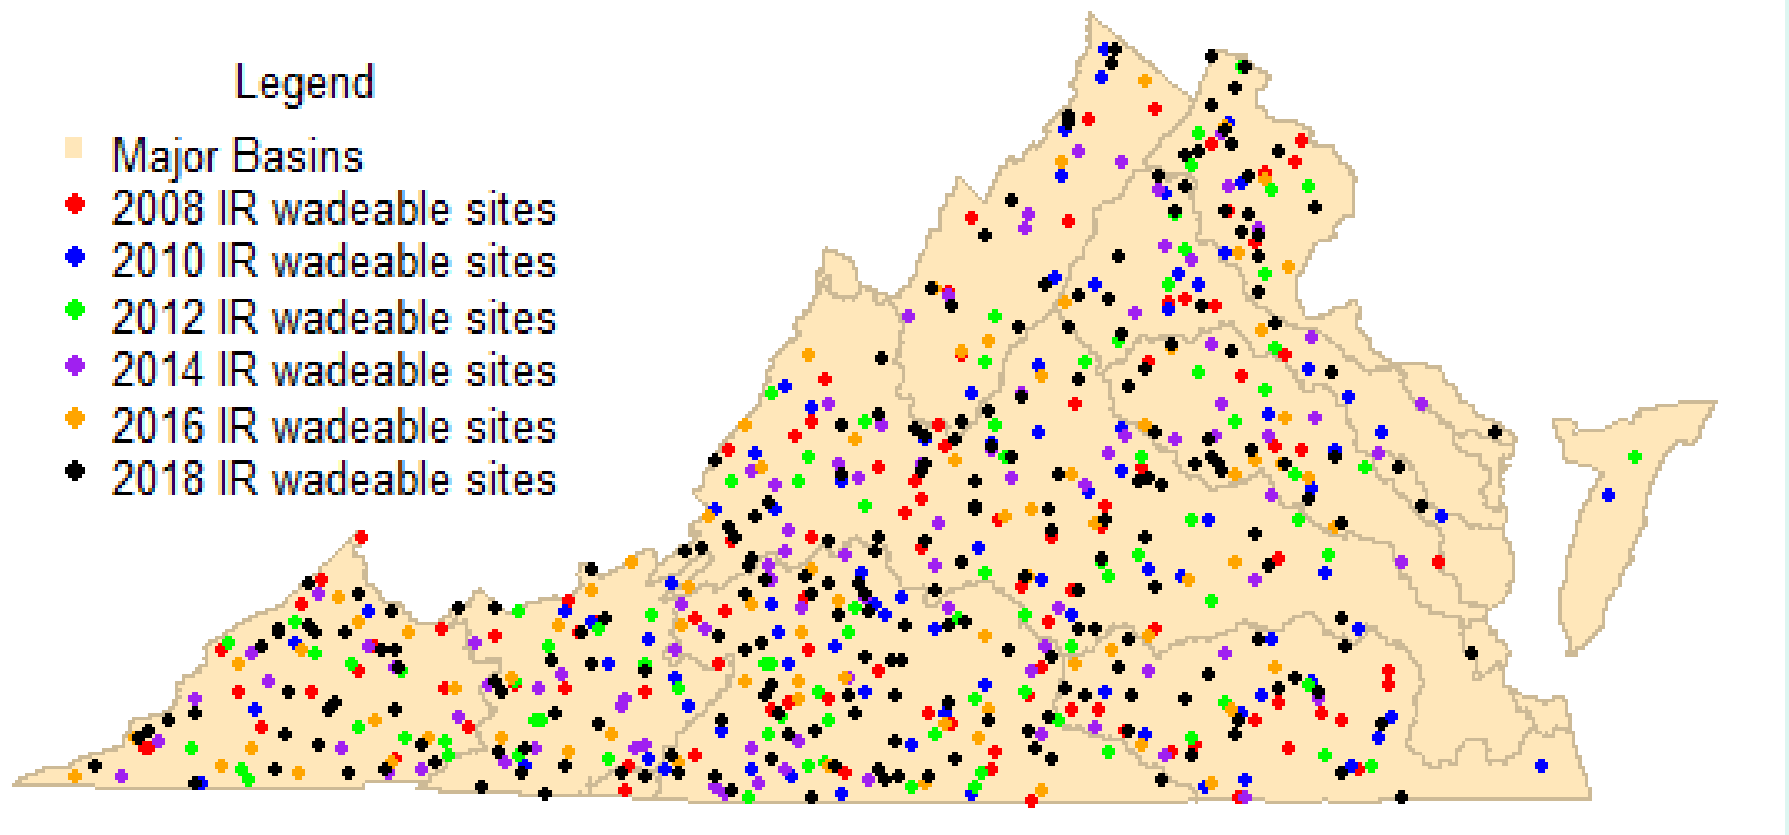 Legend
Major Basins
2008 IR wadeable sites
2010 IR wadeable sites
2012 IR wadeable sites
2014 IR wadeable sites
2016 IR wadeable sites
2018 IR wadeable sites